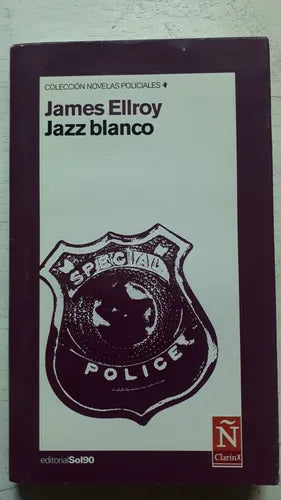 COLECCIÓN NOVELAS POLICIALES
James Ellroy
Jazz blanco
SPECIAL
POLICE
editorialSol90
Ñ
Clarín